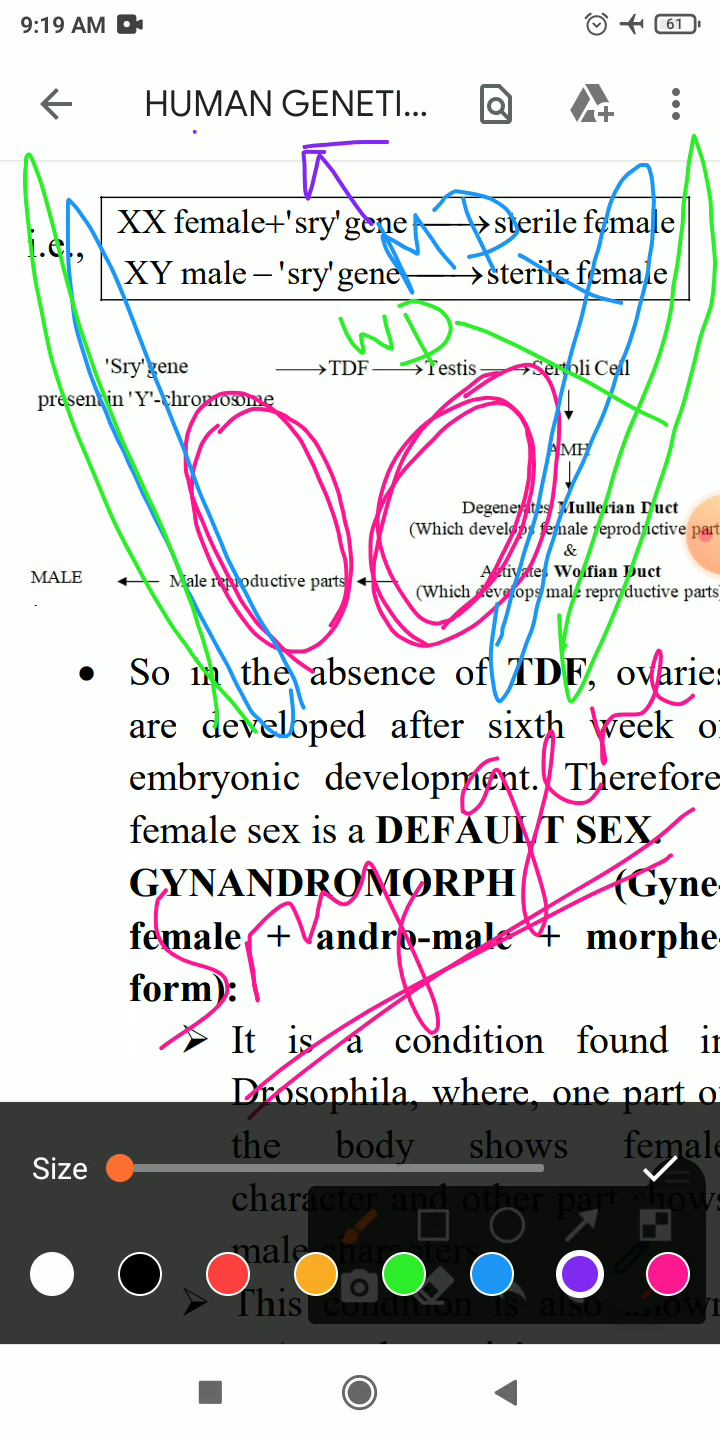 9:19 AM
61
HUMAN GENETI...
i.e.,
XX female+'sry'gene → sterile female
XY male – 'sry'gene → sterile female
MD
WD
'Sry'gene
present in 'Y'-chromosome
→ TDF → Testis → Sertoli Cell
AMH
Degenerates Mullerian Duct
(Which develops female reproductive part
&
Activates Wolfian Duct
(Which develops male reproductive parts)
MALE ← Male reproductive parts ←
• So in the absence of TDF, ovaries
are developed after sixth week of
embryonic development. Therefore,
female sex is a DEFAULT SEX.
GYNANDROMORPH (Gyne-
female + andro-male + morphe-
form):
➢ It is a condition found in
Drosophila, where, one part of
the body shows female
character and other part shows
male characters.
➢ This condition is also known
gene
Sry
Size